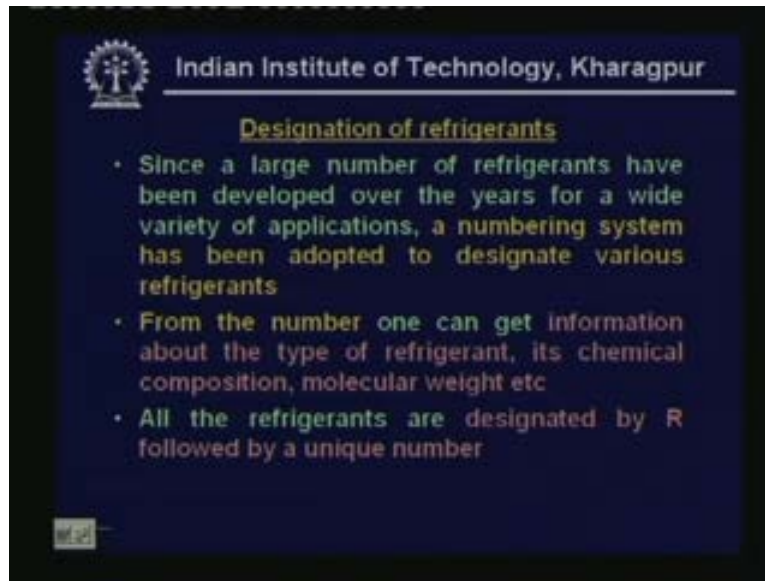 Indian Institute of Technology, Kharagpur
Designation of refrigerants
• Since a large number of refrigerants have
been developed over the years for a wide
variety of applications, a numbering system
has been adopted to designate various
refrigerants
• From the number one can get information
about the type of refrigerant, its chemical
composition, molecular weight etc
• All the refrigerants are designated by R
followed by a unique number